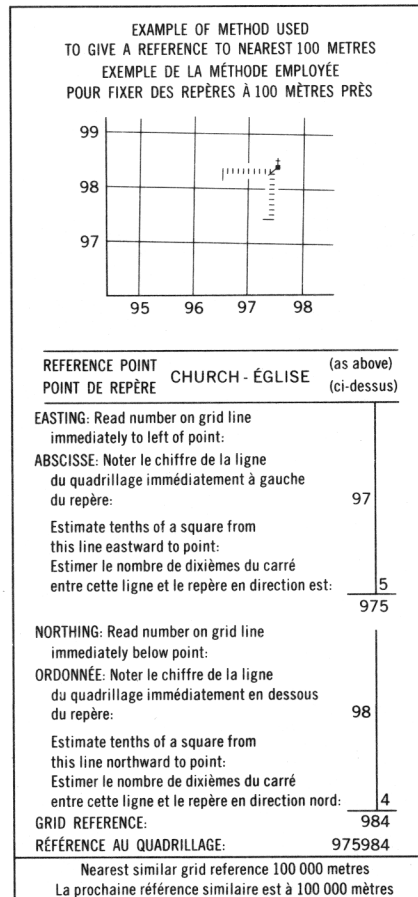 EXAMPLE OF METHOD USED
TO GIVE A REFERENCE TO NEAREST 100 METRES
EXEMPLE DE LA MÉTHODE EMPLOYÉE
POUR FIXER DES REPÈRES À 100 MÈTRES PRÈS
99
98
97
95 96 97 98
REFERENCE POINT
POINT DE REPÈRE
CHURCH - ÉGLISE
(as above)
(ci-dessus)
EASTING: Read number on grid line
immediately to left of point:
ABSCISSE: Noter le chiffre de la ligne
du quadrillage immédiatement à gauche
du repère: 97
Estimate tenths of a square from
this line eastward to point:
Estimer le nombre de dixièmes du carré
entre cette ligne et le repère en direction est: 5
975
NORTHING: Read number on grid line
immediately below point:
ORDONNÉE: Noter le chiffre de la ligne
du quadrillage immédiatement en dessous
du repère: 98
Estimate tenths of a square from
this line northward to point:
Estimer le nombre de dixièmes du carré
entre cette ligne et le repère en direction nord: 4
GRID REFERENCE: 984
RÉFÉRENCE AU QUADRILLAGE: 975984
Nearest similar grid reference 100 000 metres
La prochaine référence similaire est à 100 000 mètres